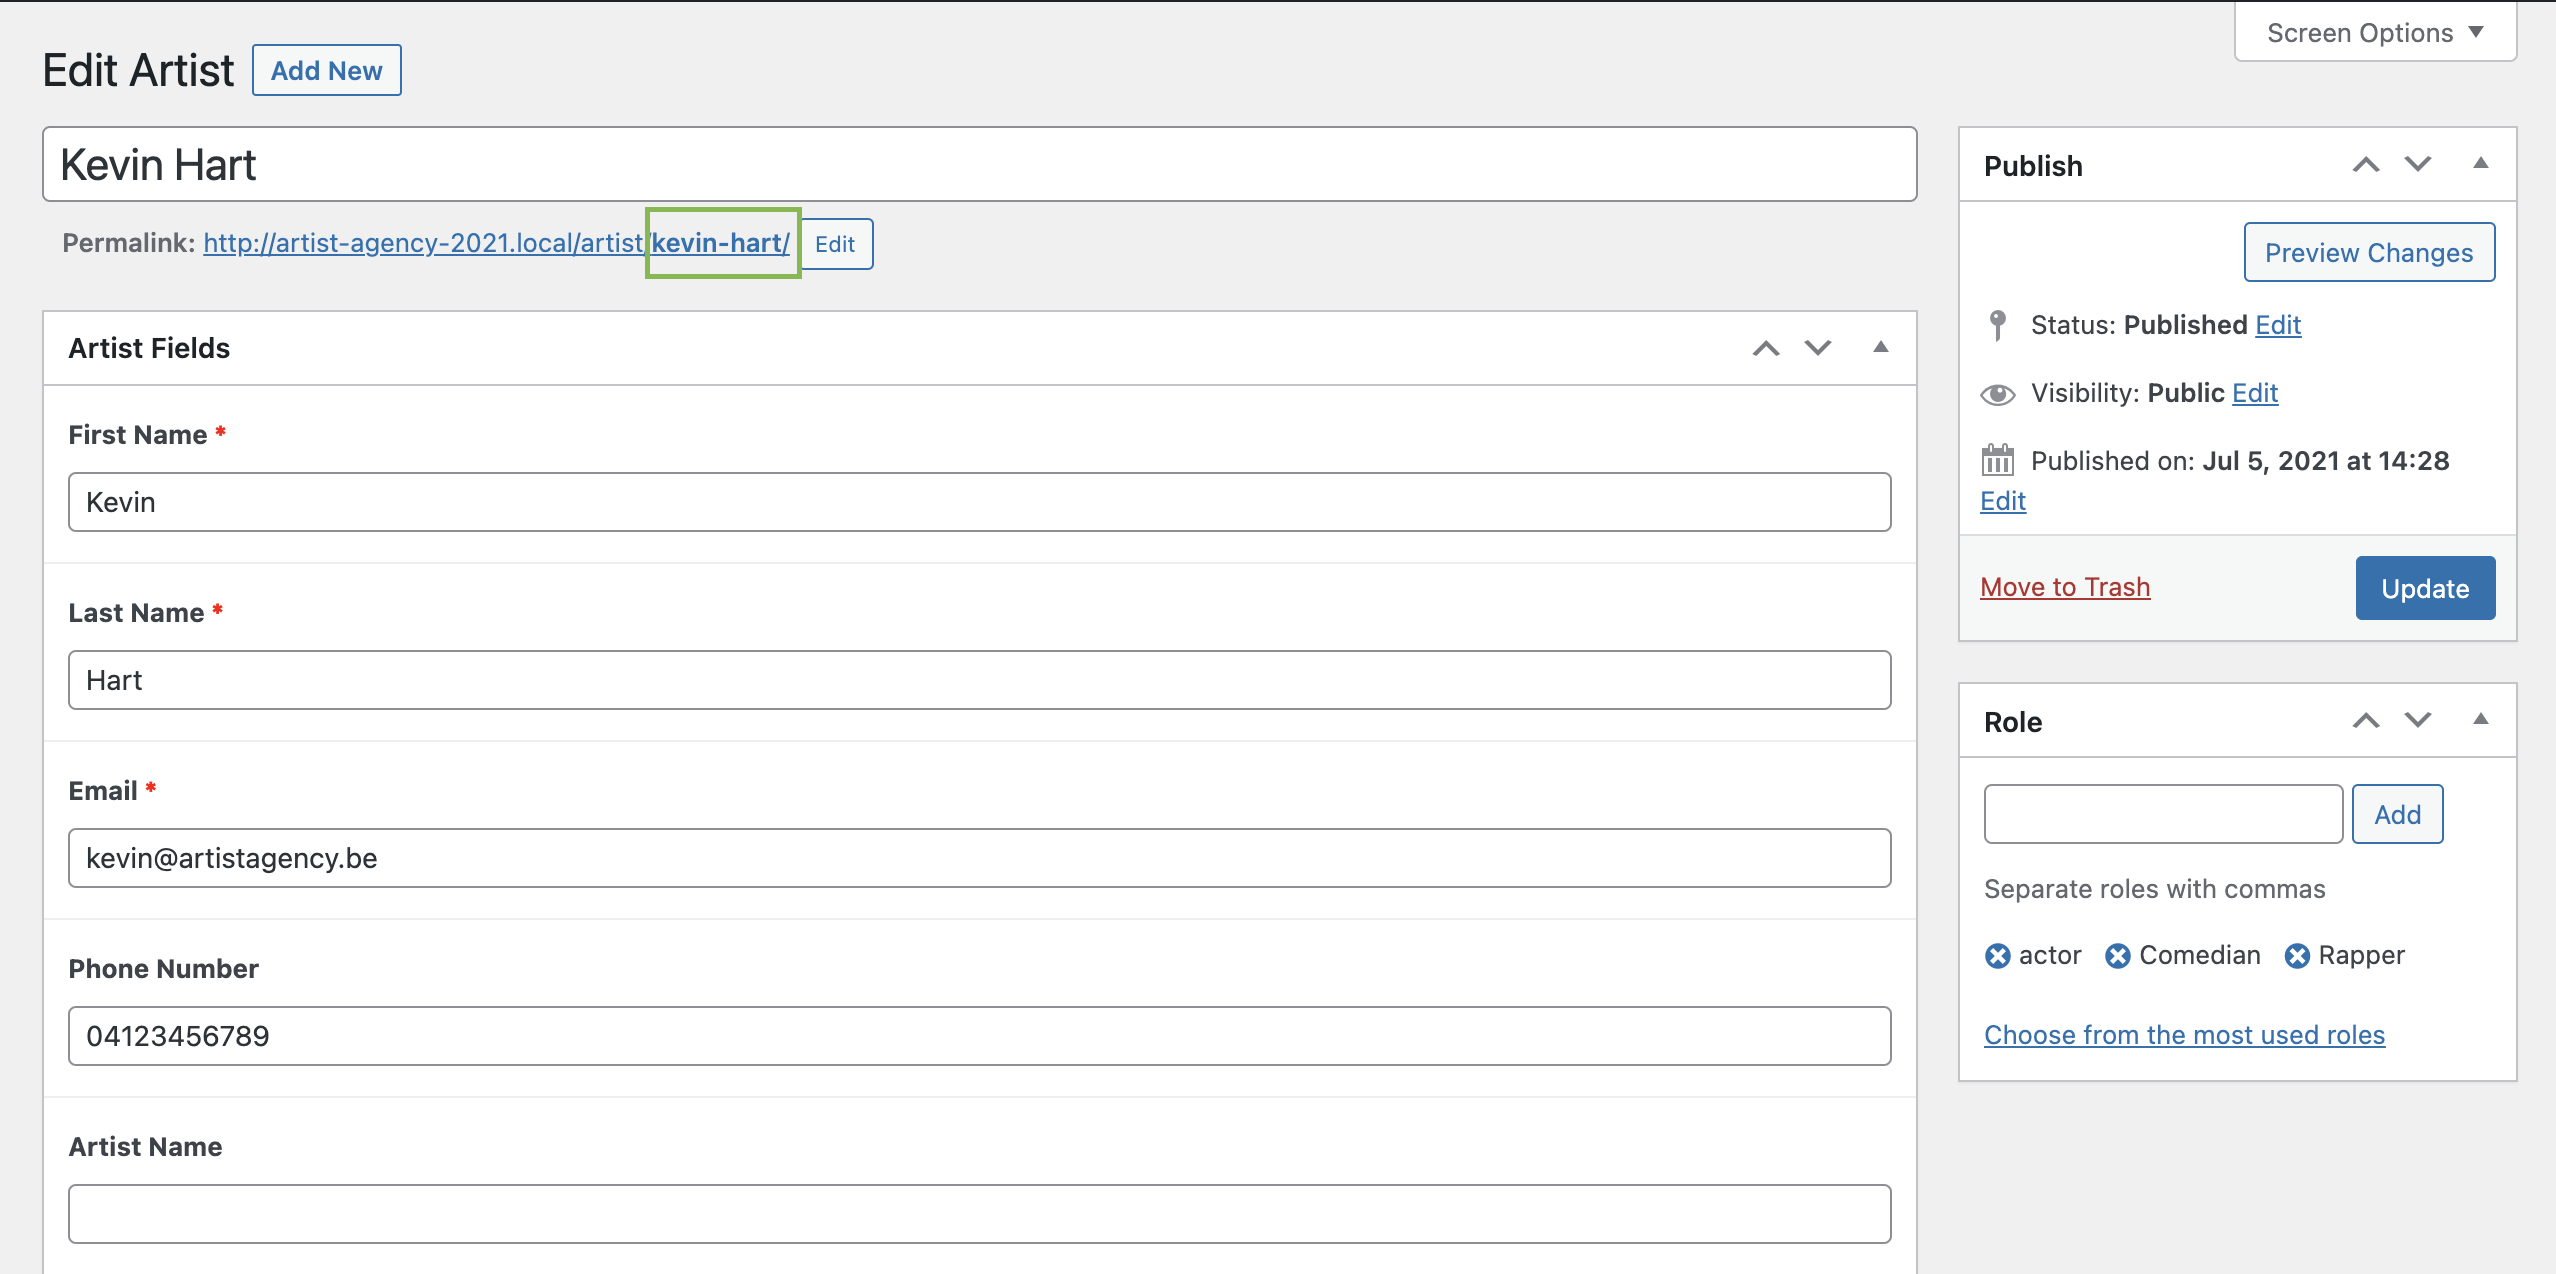 Screen Options
Edit Artist Add New
Kevin Hart
Permalink: http://artist-agency-2021.local/artist/kevin-hart/ Edit
Artist Fields
First Name *
Kevin
Last Name *
Hart
Email *
kevin@artistagency.be
Phone Number
04123456789
Artist Name
Publish
Preview Changes
Status: Published Edit
Visibility: Public Edit
Published on: Jul 5, 2021 at 14:28
Edit
Move to Trash Update
Role
Add
Separate roles with commas
actor Comedian Rapper
Choose from the most used roles